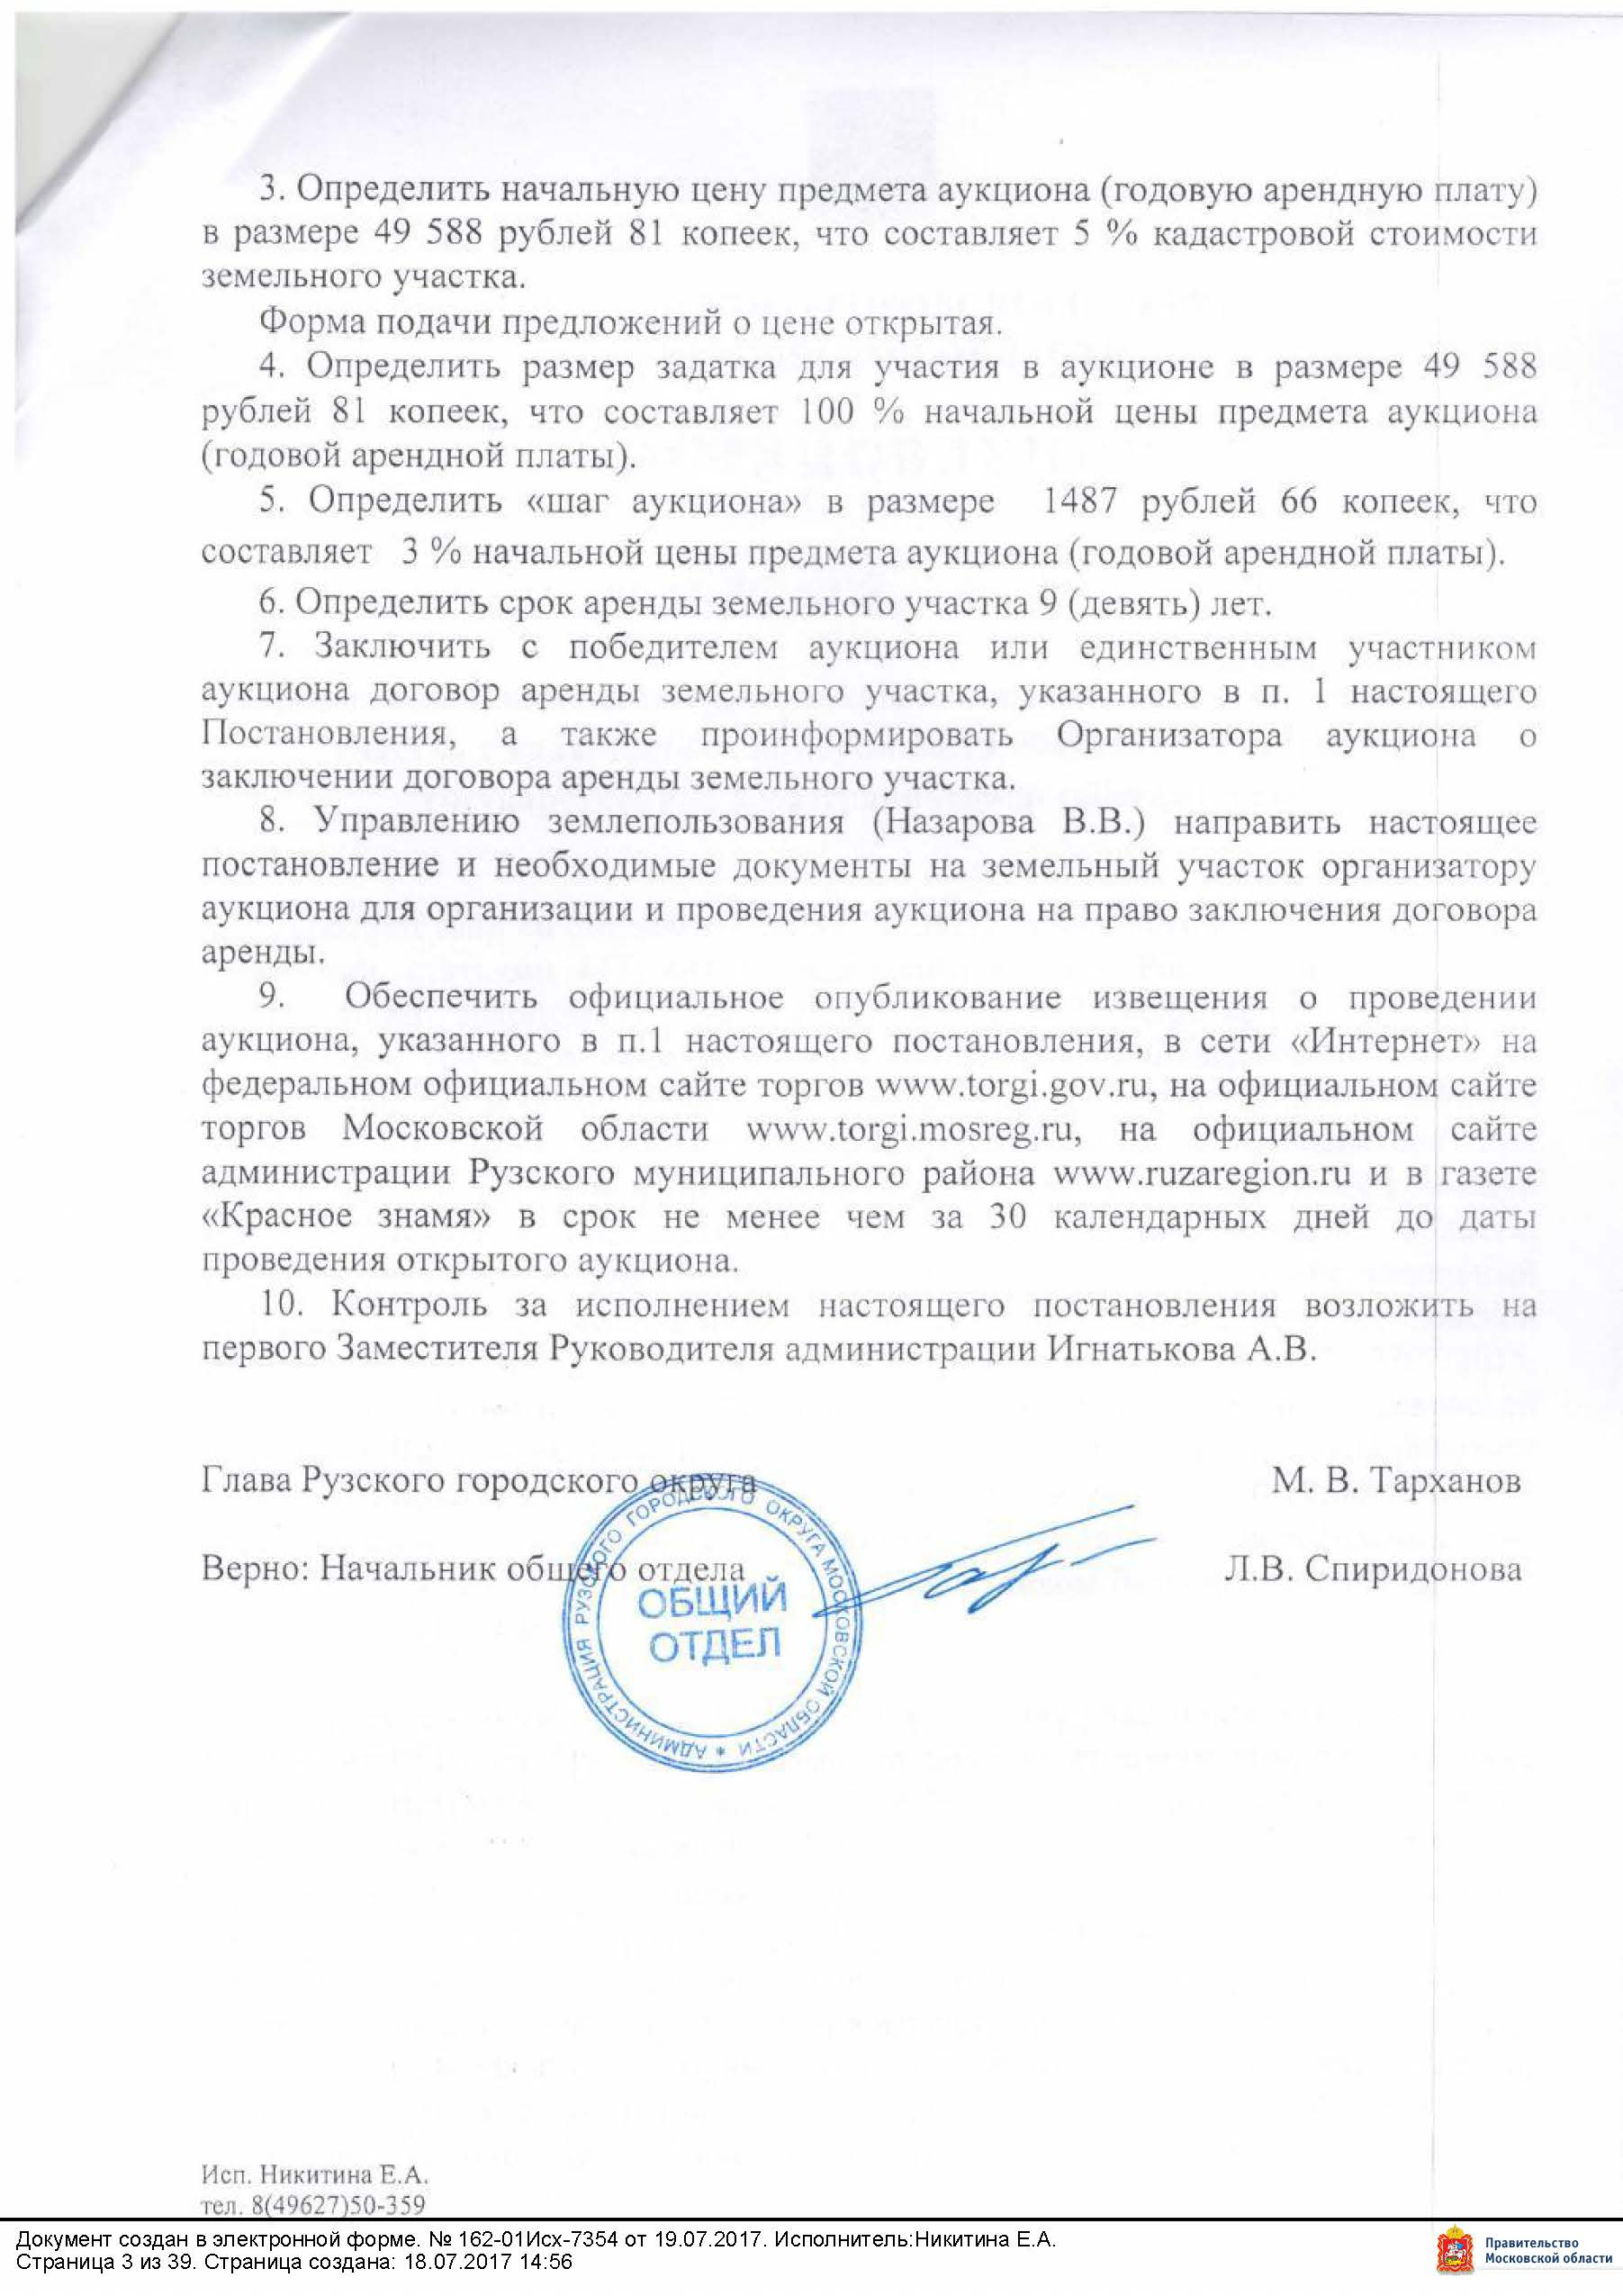 3. Определить начальную цену предмета аукциона (годовую арендную плату)
в размере 49 588 рублей 81 копеек, что составляет 5 % кадастровой стоимости
земельного участка.
Форма подачи предложений о цене открытая.
4. Определить размер задатка для участия в аукционе в размере 49 588
рублей 81 копеек, что составляет 100 % начальной цены предмета аукциона
(годовой арендной платы).
5. Определить «шаг аукциона» в размере 1487 рублей 66 копеек, что
составляет 3 % начальной цены предмета аукциона (годовой арендной платы).
6. Определить срок аренды земельного участка 9 (девять) лет.
7. Заключить с победителем аукциона или единственным участником
аукциона договор аренды земельного участка, указанного в п. 1 настоящего
Постановления, а также проинформировать Организатора аукциона о
заключении договора аренды земельного участка.
8. Управлению землепользования (Назарова В.В.) направить настоящее
постановление и необходимые документы на земельный участок организатору
аукциона для организации и проведения аукциона на право заключения договора
аренды.
9. Обеспечить официальное опубликование извещения о проведении
аукциона, указанного в п.1 настоящего постановления, в сети «Интернет» на
федеральном официальном сайте торгов www.torgi.gov.ru, на официальном сайте
торгов Московской области www.torgi.mosreg.ru, на официальном сайте
администрации Рузского муниципального района www.ruzaregion.ru и в газете
«Красное знамя» в срок не менее чем за 30 календарных дней до даты
проведения открытого аукциона.
10. Контроль за исполнением настоящего постановления возложить на
первого Заместителя Руководителя администрации Игнатькова А.В.
Глава Рузского городского округа М. В. Тарханов
Верно: Начальник общего отдела Л.В. Спиридонова
АДМИНИСТРАЦИЯ РУЗСКОГО ГОРОДСКОГО ОКРУГА МОСКОВСКОЙ ОБЛАСТИ *
ОБЩИЙ
ОТДЕЛ
Исп. Никитина Е.А.
тел. 8(49627)50-359
Документ создан в электронной форме. № 162-01Исх-7354 от 19.07.2017. Исполнитель:Никитина Е.А.
Страница 3 из 39. Страница создана: 18.07.2017 14:56
Правительство
Московской области